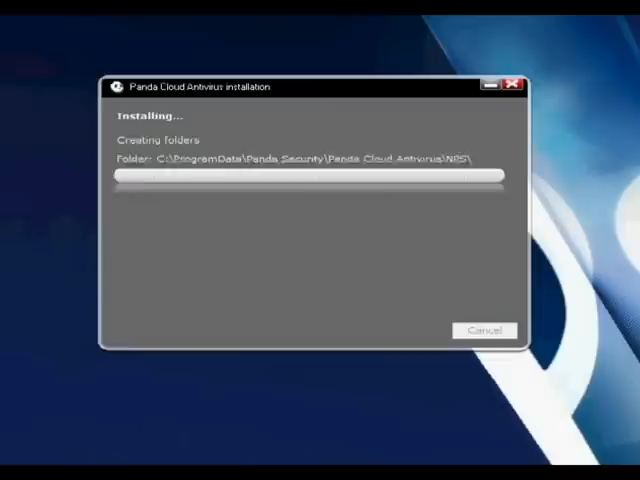 Panda Cloud Antivirus installation
Installing...
Creating folders
Folder: C:\ProgramData\Panda Security\Panda Cloud Antivirus\NPS\
Cancel